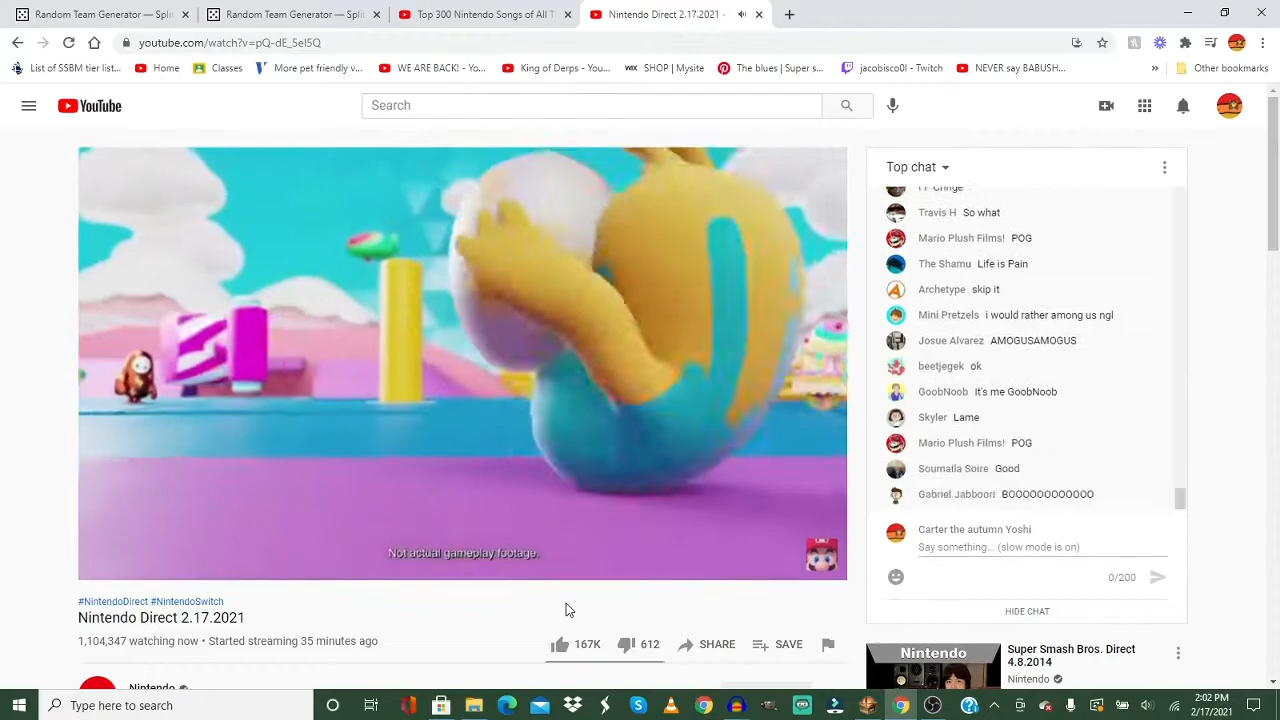 Random Team Generator — Spli
Random Team Generator — Spli
Top 300 Nintendo Songs of All T
Nintendo Direct 2.17.2021 -
youtube.com/watch?v=pQ-dE_5eI5Q
List of SSBM tier list...
Home
Classes
More pet friendly v...
WE ARE BACK! - Yo...
King of Derps - You...
WIX SHOP | Mysite
The blues | Super s...
jacobisco0l - Twitch
NEVER say BABUSH...
»
Other bookmarks
YouTube
Search
Top chat
Cringe
Travis H So what
Mario Plush Films! POG
The Shamu Life is Pain
Archetype skip it
Mini Pretzels i would rather among us ngl
Josue Alvarez AMOGUSAMOGUS
beetjegek ok
GoobNoob It's me GoobNoob
Skyler Lame
Mario Plush Films! POG
Soumaila Soire Good
Gabriel Jabboori BOOOOOOOOOOOO
Carter the autumn Yoshi
Say something... (slow mode is on)
0/200
HIDE CHAT
Not actual gameplay footage.
#NintendoDirect #NintendoSwitch
Nintendo Direct 2.17.2021
1,104,347 watching now • Started streaming 35 minutes ago
167K
612
SHARE
SAVE
Nintendo
Nintendo
Super Smash Bros. Direct
4.8.2014
Nintendo
Type here to search
2:02 PM
2/17/2021